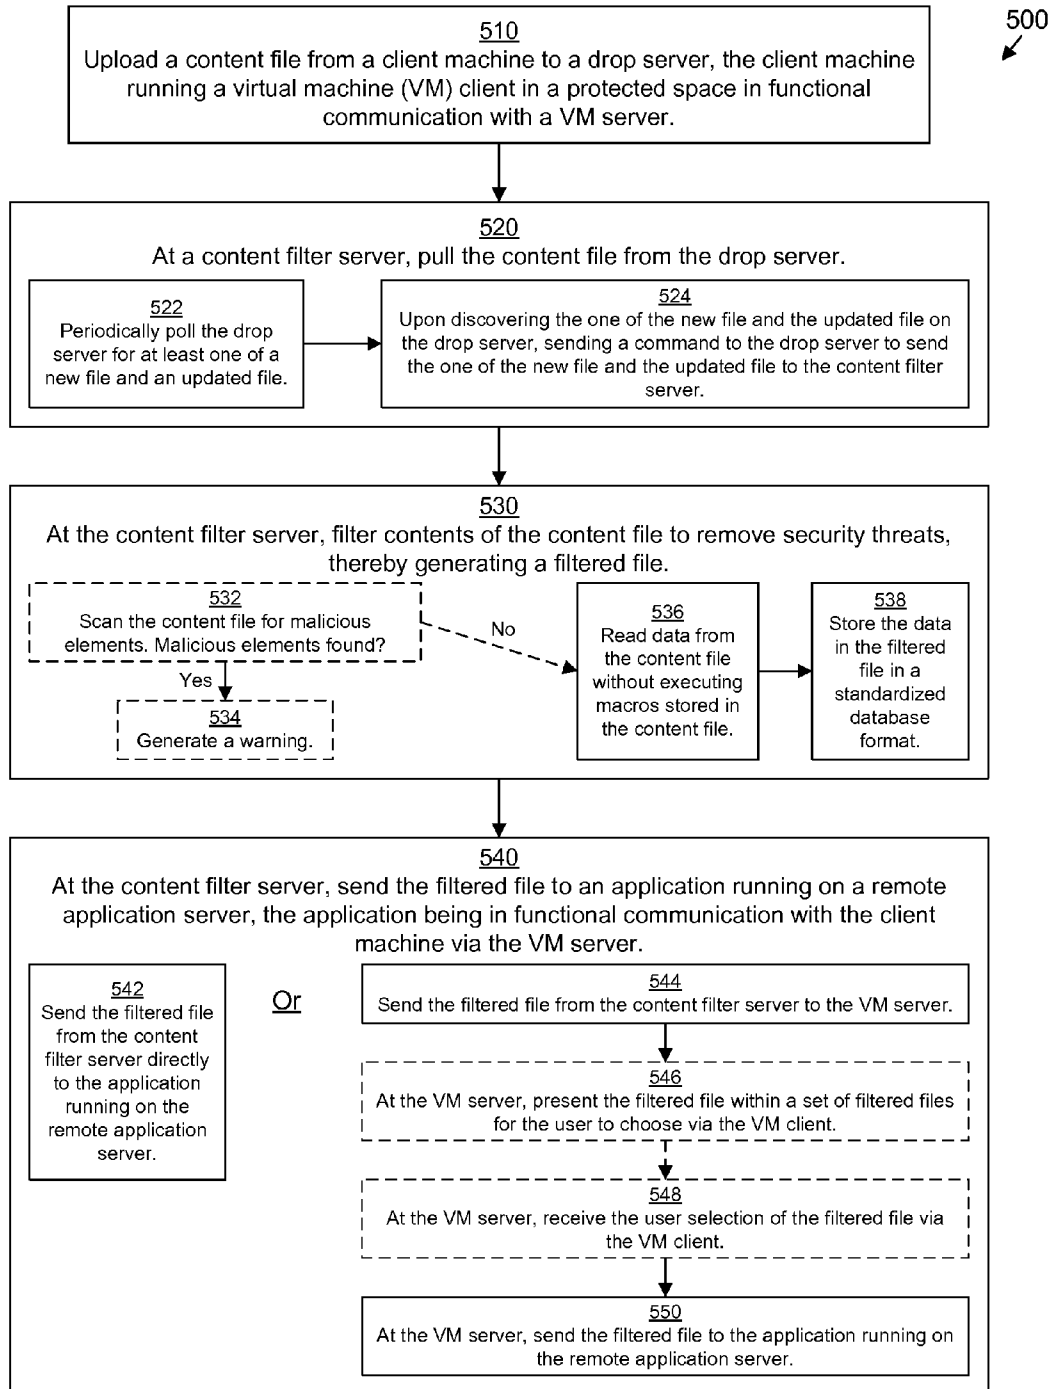 500
510
Upload a content file from a client machine to a drop server, the client machine
running a virtual machine (VM) client in a protected space in functional
communication with a VM server.
520
At a content filter server, pull the content file from the drop server.
522
Periodically poll the drop
server for at least one of a
new file and an updated file.
524
Upon discovering the one of the new file and the updated file on
the drop server, sending a command to the drop server to send
the one of the new file and the updated file to the content filter
server.
530
At the content filter server, filter contents of the content file to remove security threats,
thereby generating a filtered file.
532
Scan the content file for malicious
elements. Malicious elements found?
No
Yes
534
Generate a warning.
536
Read data from
the content file
without executing
macros stored in
the content file.
538
Store the data
in the filtered
file in a
standardized
database
format.
540
At the content filter server, send the filtered file to an application running on a remote
application server, the application being in functional communication with the client
machine via the VM server.
542
Send the filtered file
from the content
filter server directly
to the application
running on the
remote application
server.
Or
544
Send the filtered file from the content filter server to the VM server.
546
At the VM server, present the filtered file within a set of filtered files
for the user to choose via the VM client.
548
At the VM server, receive the user selection of the filtered file via
the VM client.
550
At the VM server, send the filtered file to the application running on
the remote application server.